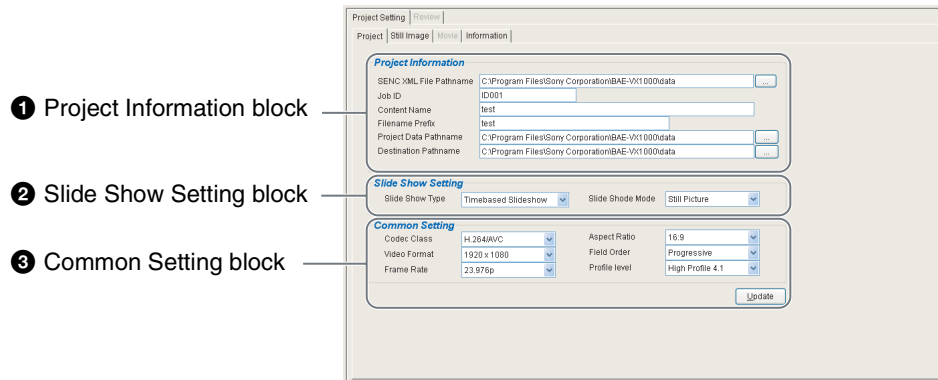 Project Setting Review
Project Still Image Movie Information
❶ Project Information block
Project Information
SENC XML File Pathname C:\Program Files\Sony Corporation\BAE-VX1000\data ...
Job ID ID001
Content Name test
Filename Prefix test
Project Data Pathname C:\Program Files\Sony Corporation\BAE-VX1000\data ...
Destination Pathname C:\Program Files\Sony Corporation\BAE-VX1000\data ...
❷ Slide Show Setting block
Slide Show Setting
Slide Show Type Timebased Slideshow Slide Shode Mode Still Picture
❸ Common Setting block
Common Setting
Codec Class H.264/AVC Aspect Ratio 16:9
Video Format 1920 x 1080 Field Order Progressive
Frame Rate 23.976p Profile level High Profile 4.1
Update